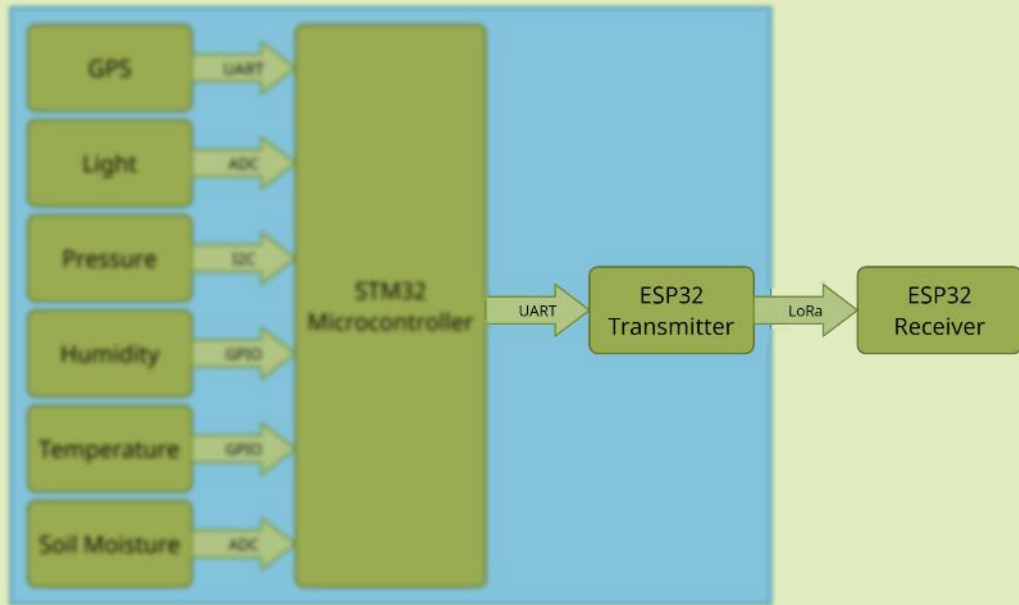 GPS
UART
Light
ADC
Pressure
I2C
STM32
Microcontroller
Humidity
GPIO
Temperature
GPIO
Soil Moisture
ADC
UART
ESP32
Transmitter
LoRa
ESP32
Receiver